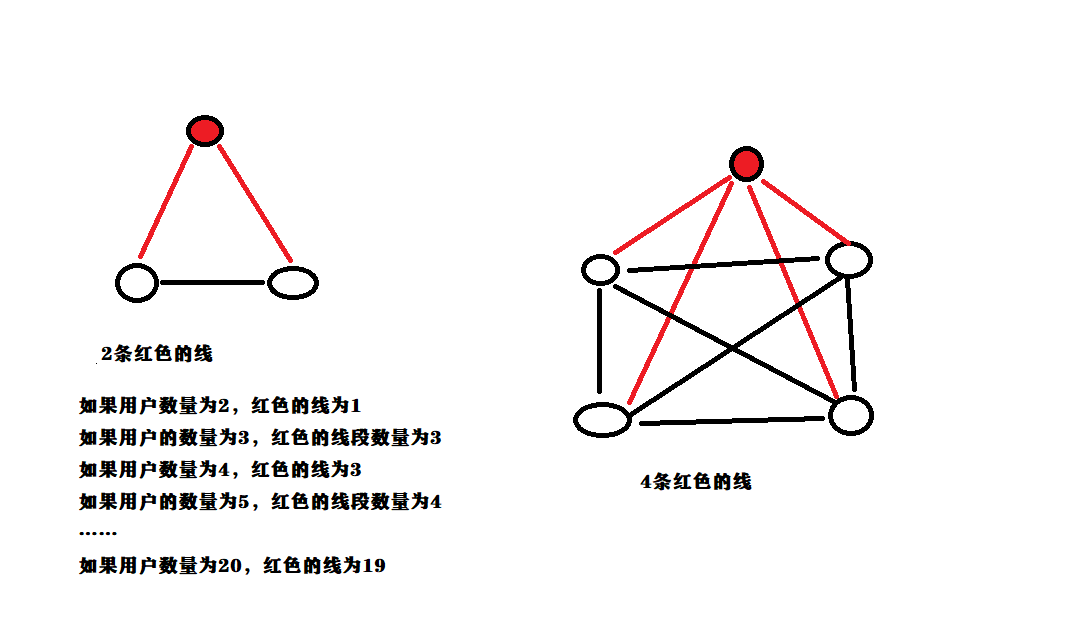 2条红色的线
如果用户数量为2，红色的线为1
如果用户的数量为3，红色的线段数量为3
如果用户数量为4，红色的线为3
如果用户的数量为5，红色的线段数量为4
……
如果用户数量为20，红色的线为19
4条红色的线